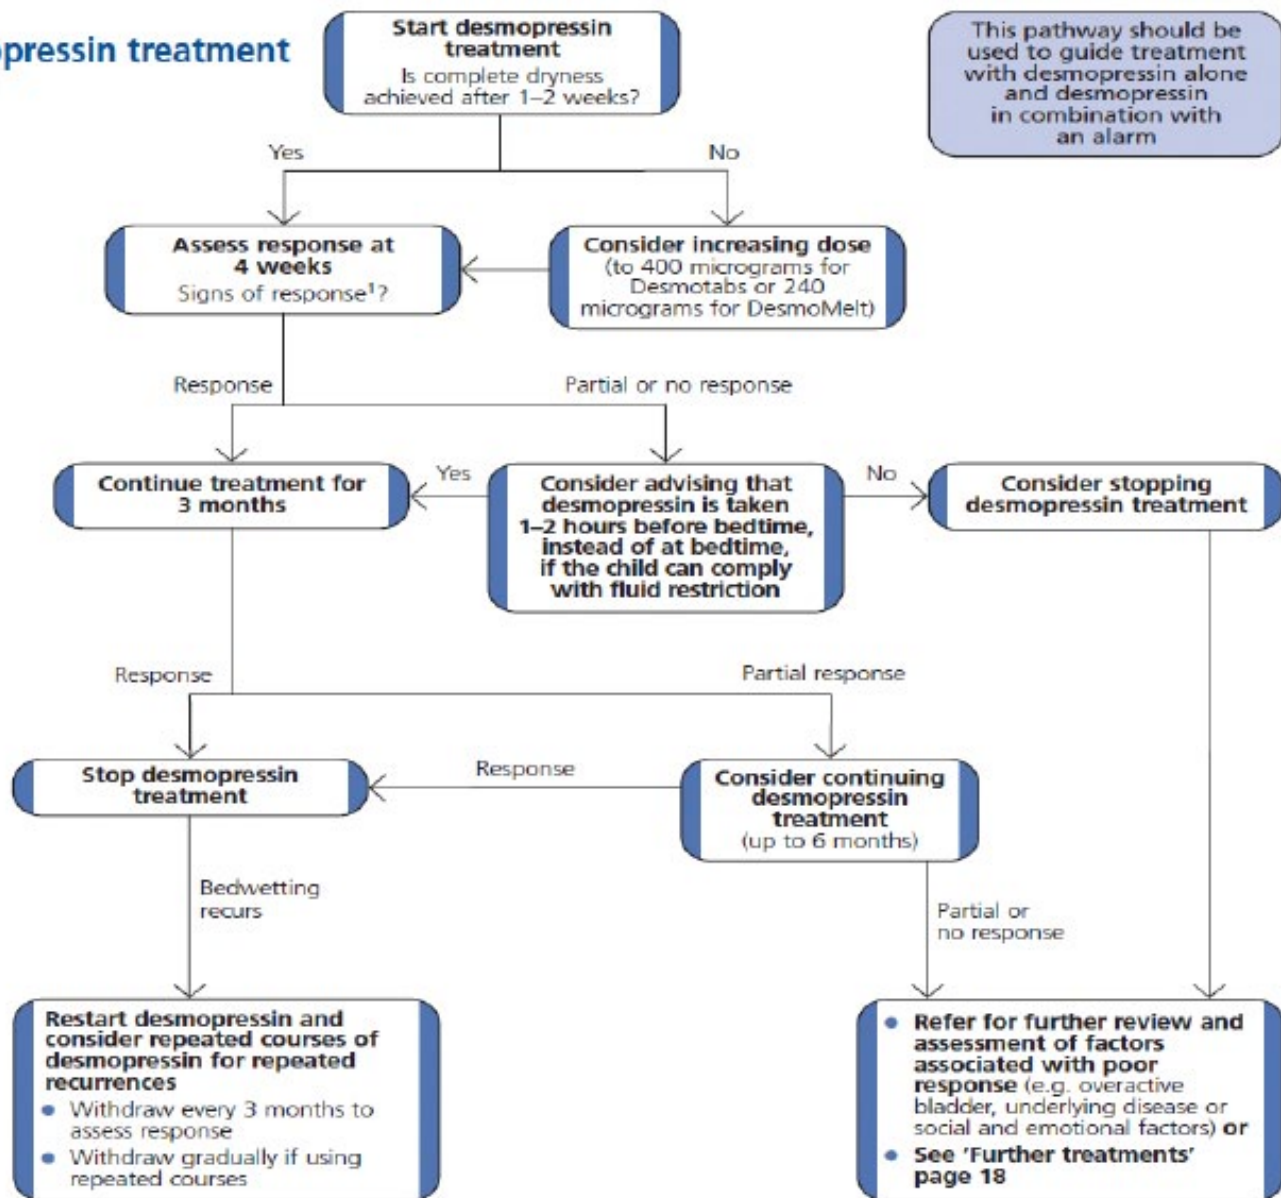 pressin treatment
Start desmopressin
treatment
Is complete dryness
achieved after 1–2 weeks?
This pathway should be
used to guide treatment
with desmopressin alone
and desmopressin
in combination with
an alarm
Yes
No
Assess response at
4 weeks
Signs of response¹?
Consider increasing dose
(to 400 micrograms for
Desmotabs or 240
micrograms for DesmoMelt)
Response
Partial or no response
Continue treatment for
3 months
Yes
Consider advising that
desmopressin is taken
1–2 hours before bedtime,
instead of at bedtime,
if the child can comply
with fluid restriction
No
Consider stopping
desmopressin treatment
Response
Partial response
Stop desmopressin
treatment
Response
Consider continuing
desmopressin
treatment
(up to 6 months)
Bedwetting
recurs
Partial or
no response
Restart desmopressin and
consider repeated courses of
desmopressin for repeated
recurrences
• Withdraw every 3 months to
assess response
• Withdraw gradually if using
repeated courses
• Refer for further review and
assessment of factors
associated with poor
response (e.g. overactive
bladder, underlying disease or
social and emotional factors) or
• See 'Further treatments'
page 18